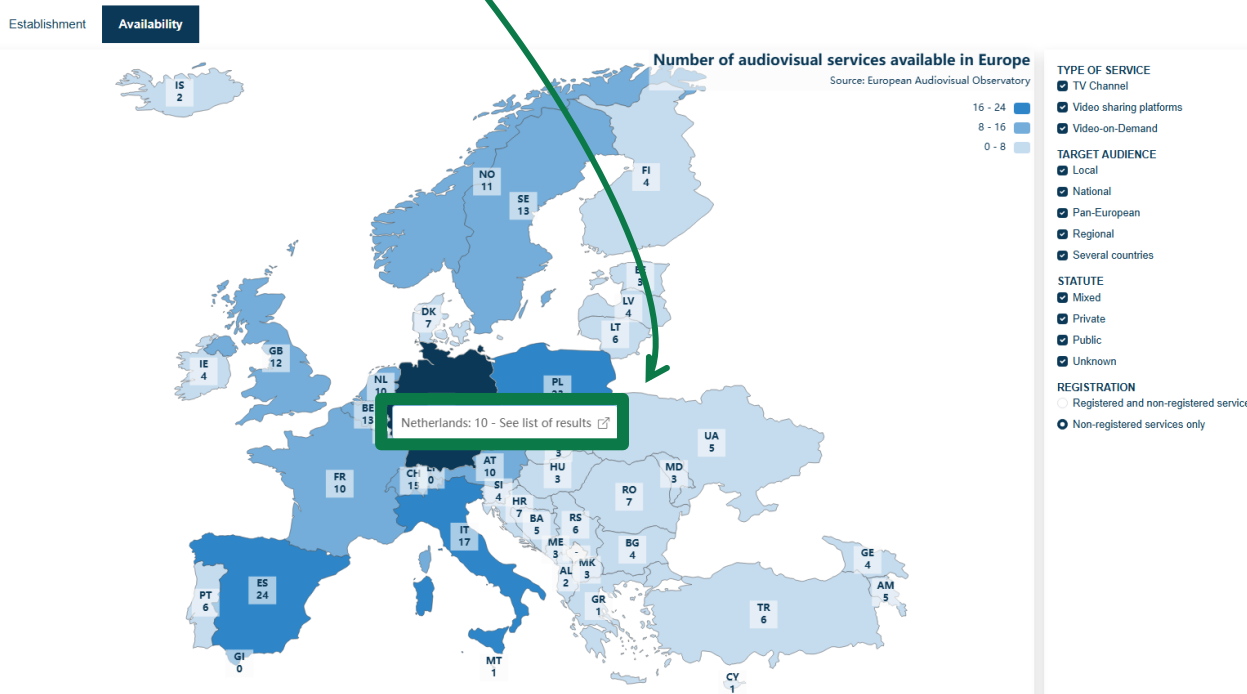 Establishment
Availability
Number of audiovisual services available in Europe
Source: European Audiovisual Observatory
16 - 24
8 - 16
0 - 8
IS
2
NO
11
SE
13
FI
4
3
LV
4
LT
6
DK
7
IE
4
GB
12
NL
10
PL
BE
13
Netherlands: 10 - See list of results
3
UA
5
FR
10
CH
15
0
AT
10
HU
3
MD
3
SI
4
HR
7
RO
7
BA
5
RS
6
IT
17
ME
3
-
MK
3
BG
4
AL
2
GE
4
AM
5
ES
24
PT
6
GR
1
TR
6
GI
0
MT
1
CY
1
TYPE OF SERVICE
TV Channel
Video sharing platforms
Video-on-Demand
TARGET AUDIENCE
Local
National
Pan-European
Regional
Several countries
STATUTE
Mixed
Private
Public
Unknown
REGISTRATION
Registered and non-registered service
Non-registered services only